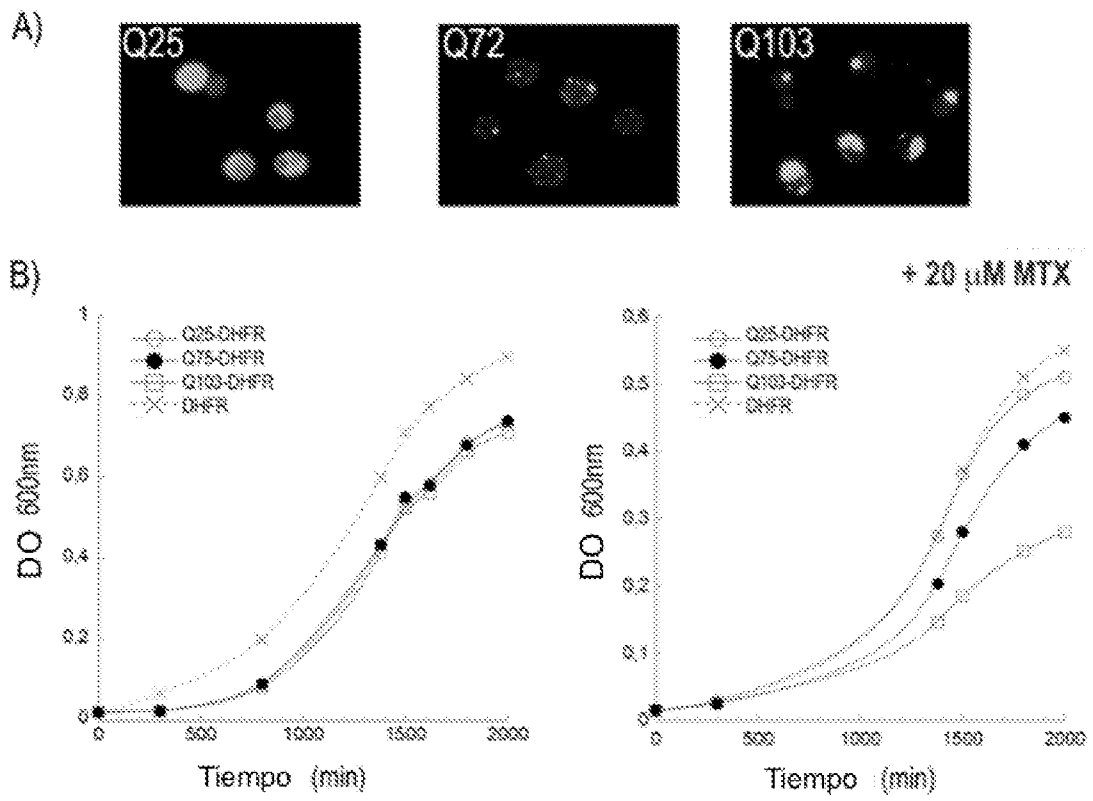 A)
Q25
Q72
Q103
B)
+ 20 µM MTX
1
0,8
0,6
0,4
0,2
0
Q25-DHFR
Q75-DHFR
Q103-DHFR
DHFR
DO 600nm
0
500
1000
1500
2000
Tiempo (min)
0,6
0,5
0,4
0,3
0,2
0,1
0
Q25-DHFR
Q75-DHFR
Q103-DHFR
DHFR
DO 600nm
0
500
1000
1500
2000
Tiempo (min)